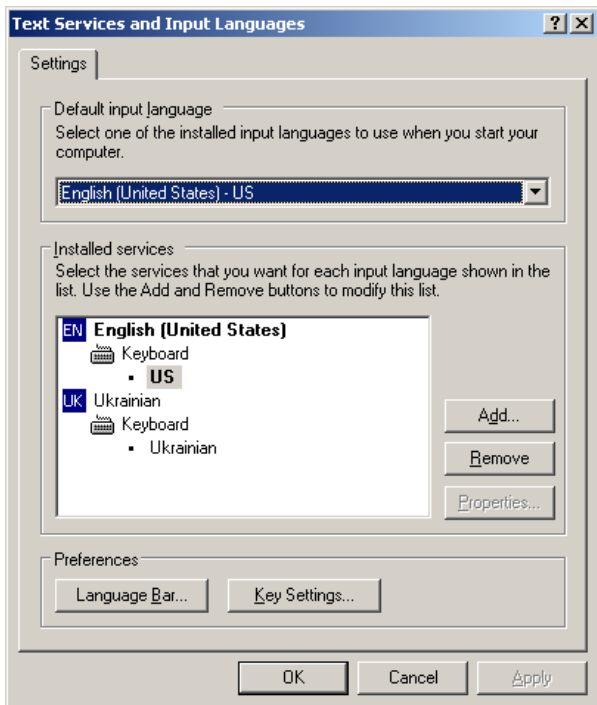 Text Services and Input Languages
Settings
Default input language
Select one of the installed input languages to use when you start your
computer.
English (United States) - US
Installed services
Select the services that you want for each input language shown in the
list. Use the Add and Remove buttons to modify this list.
EN English (United States)
Keyboard
US
UK Ukrainian
Keyboard
Ukrainian
Add...
Remove
Properties...
Preferences
Language Bar...
Key Settings...
OK
Cancel
Apply